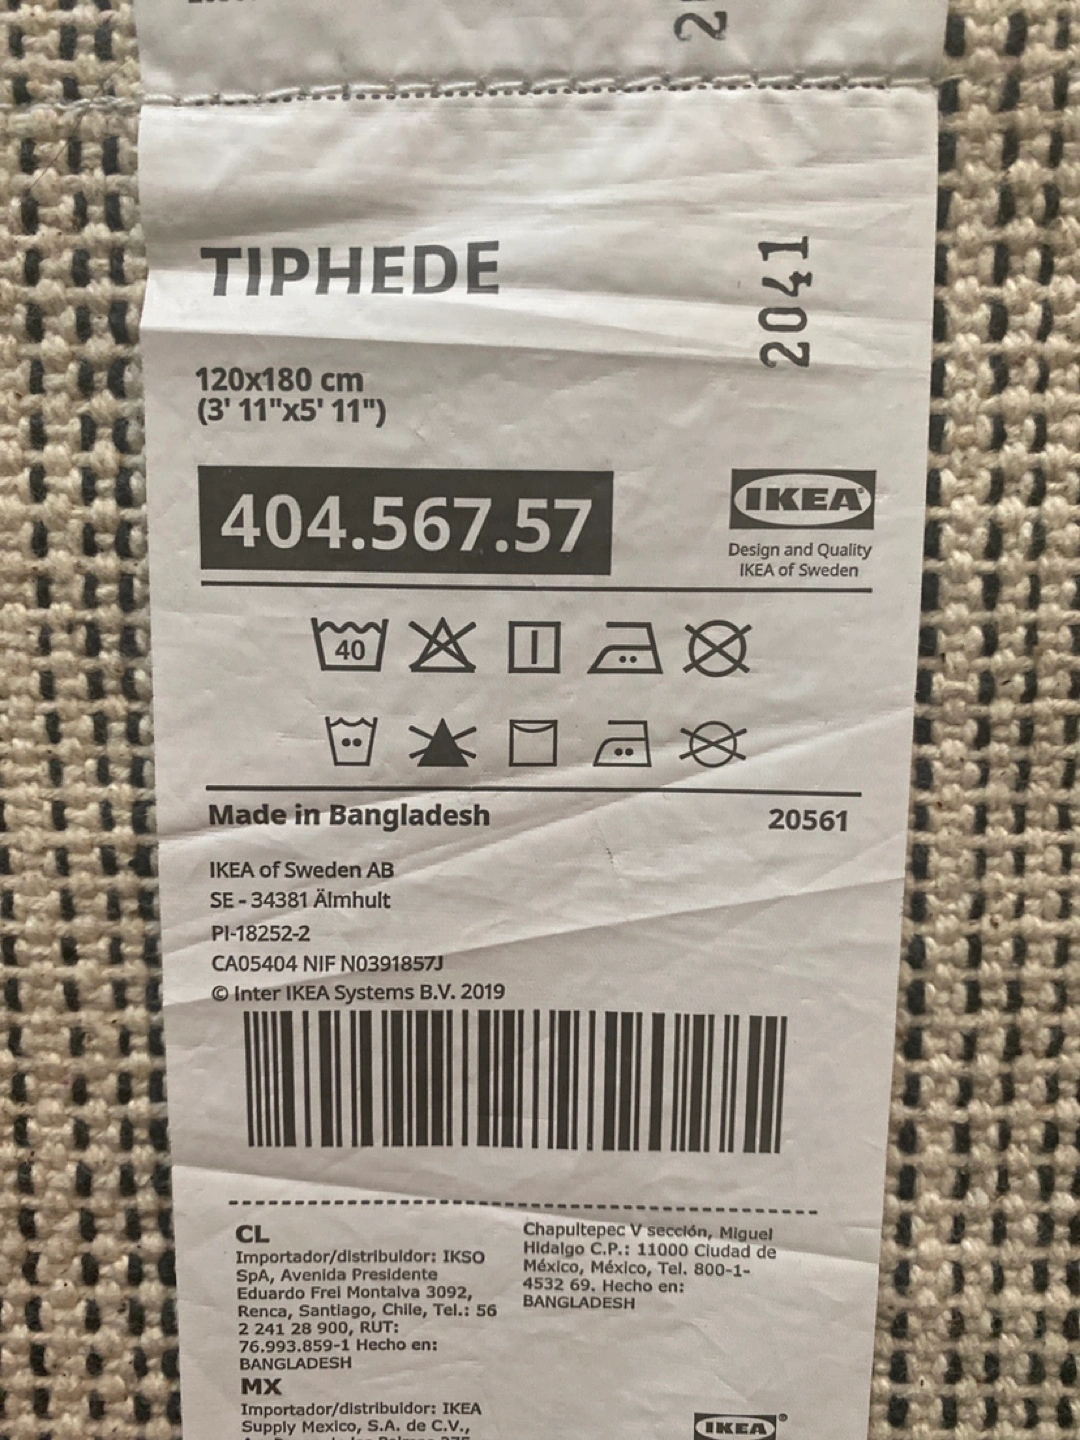 TIPHEDE
2041
120x180 cm
(3' 11"x5' 11")
404.567.57
IKEA
Design and Quality
IKEA of Sweden
40
Made in Bangladesh
20561
IKEA of Sweden AB
SE - 34381 Älmhult
PI-18252-2
CA05404 NIF N0391857J
© Inter IKEA Systems B.V. 2019
CL
Importador/distribuidor: IKSO
SpA, Avenida Presidente
Eduardo Frei Montalva 3092,
Renca, Santiago, Chile, Tel.: 56
2 241 28 900, RUT:
76.993.859-1 Hecho en:
BANGLADESH
MX
Importador/distribuidor: IKEA
Supply Mexico, S.A. de C.V.,
Chapultepec V sección, Miguel
Hidalgo C.P.: 11000 Ciudad de
México, México, Tel. 800-1-
4532 69. Hecho en:
BANGLADESH
IKEA®